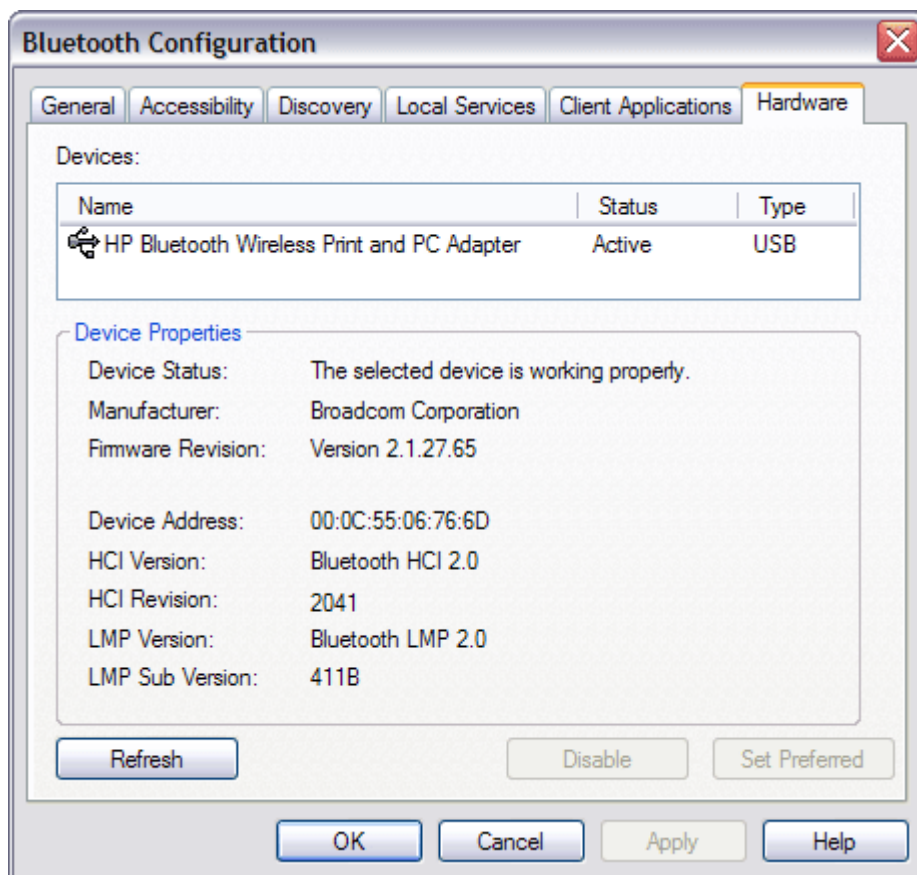 Bluetooth Configuration
General Accessibility Discovery Local Services Client Applications Hardware
Devices:
Name Status Type
HP Bluetooth Wireless Print and PC Adapter Active USB
Device Properties
Device Status: The selected device is working properly.
Manufacturer: Broadcom Corporation
Firmware Revision: Version 2.1.27.65
Device Address: 00:0C:55:06:76:6D
HCI Version: Bluetooth HCI 2.0
HCI Revision: 2041
LMP Version: Bluetooth LMP 2.0
LMP Sub Version: 411B
Refresh Disable Set Preferred
OK Cancel Apply Help